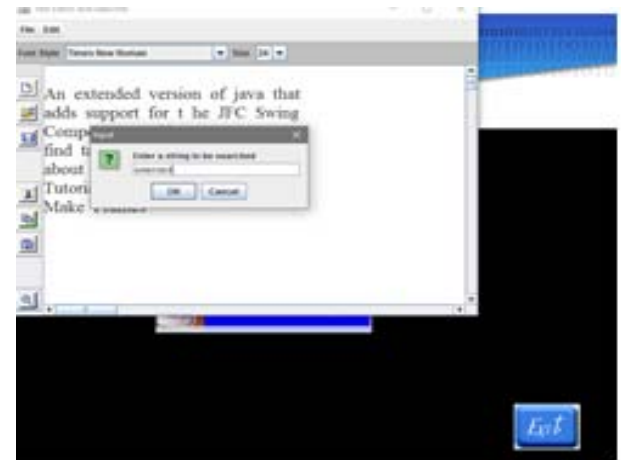 File Edit
Font Style Times New Roman Size 24
An extended version of java that
adds support for t he JFC Swing
Comp
find t
about
Tutori
Make
Input
Enter a string to be searched
OK Cancel
Exit